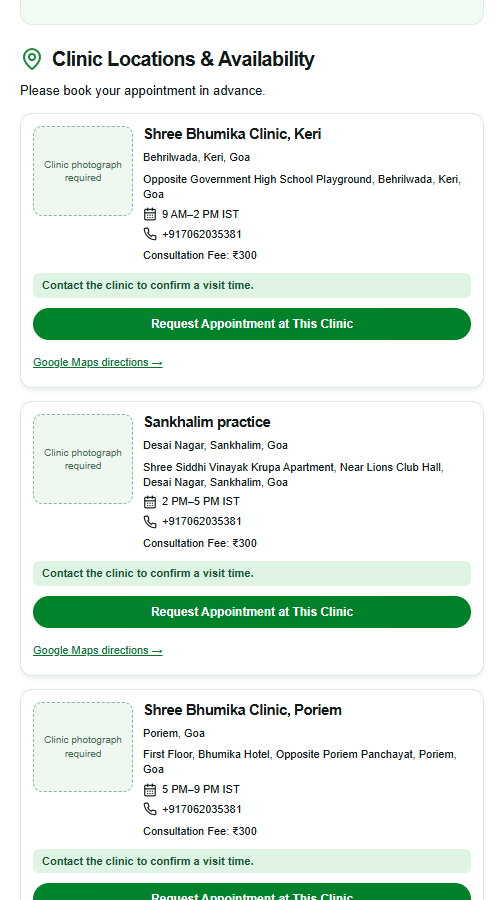 Clinic Locations & Availability
Please book your appointment in advance.
Clinic photograph
required
Shree Bhumika Clinic, Keri
Behrilwada, Keri, Goa
Opposite Government High School Playground, Behrilwada, Keri,
Goa
9 AM–2 PM IST
+917062035381
Consultation Fee: ₹300
Contact the clinic to confirm a visit time.
Request Appointment at This Clinic
Google Maps directions →
Clinic photograph
required
Sankhalim practice
Desai Nagar, Sankhalim, Goa
Shree Siddhi Vinayak Krupa Apartment, Near Lions Club Hall,
Desai Nagar, Sankhalim, Goa
2 PM–5 PM IST
+917062035381
Consultation Fee: ₹300
Contact the clinic to confirm a visit time.
Request Appointment at This Clinic
Google Maps directions →
Clinic photograph
required
Shree Bhumika Clinic, Poriem
Poriem, Goa
First Floor, Bhumika Hotel, Opposite Poriem Panchayat, Poriem,
Goa
5 PM–9 PM IST
+917062035381
Consultation Fee: ₹300
Contact the clinic to confirm a visit time.
Request Appointment at This Clinic